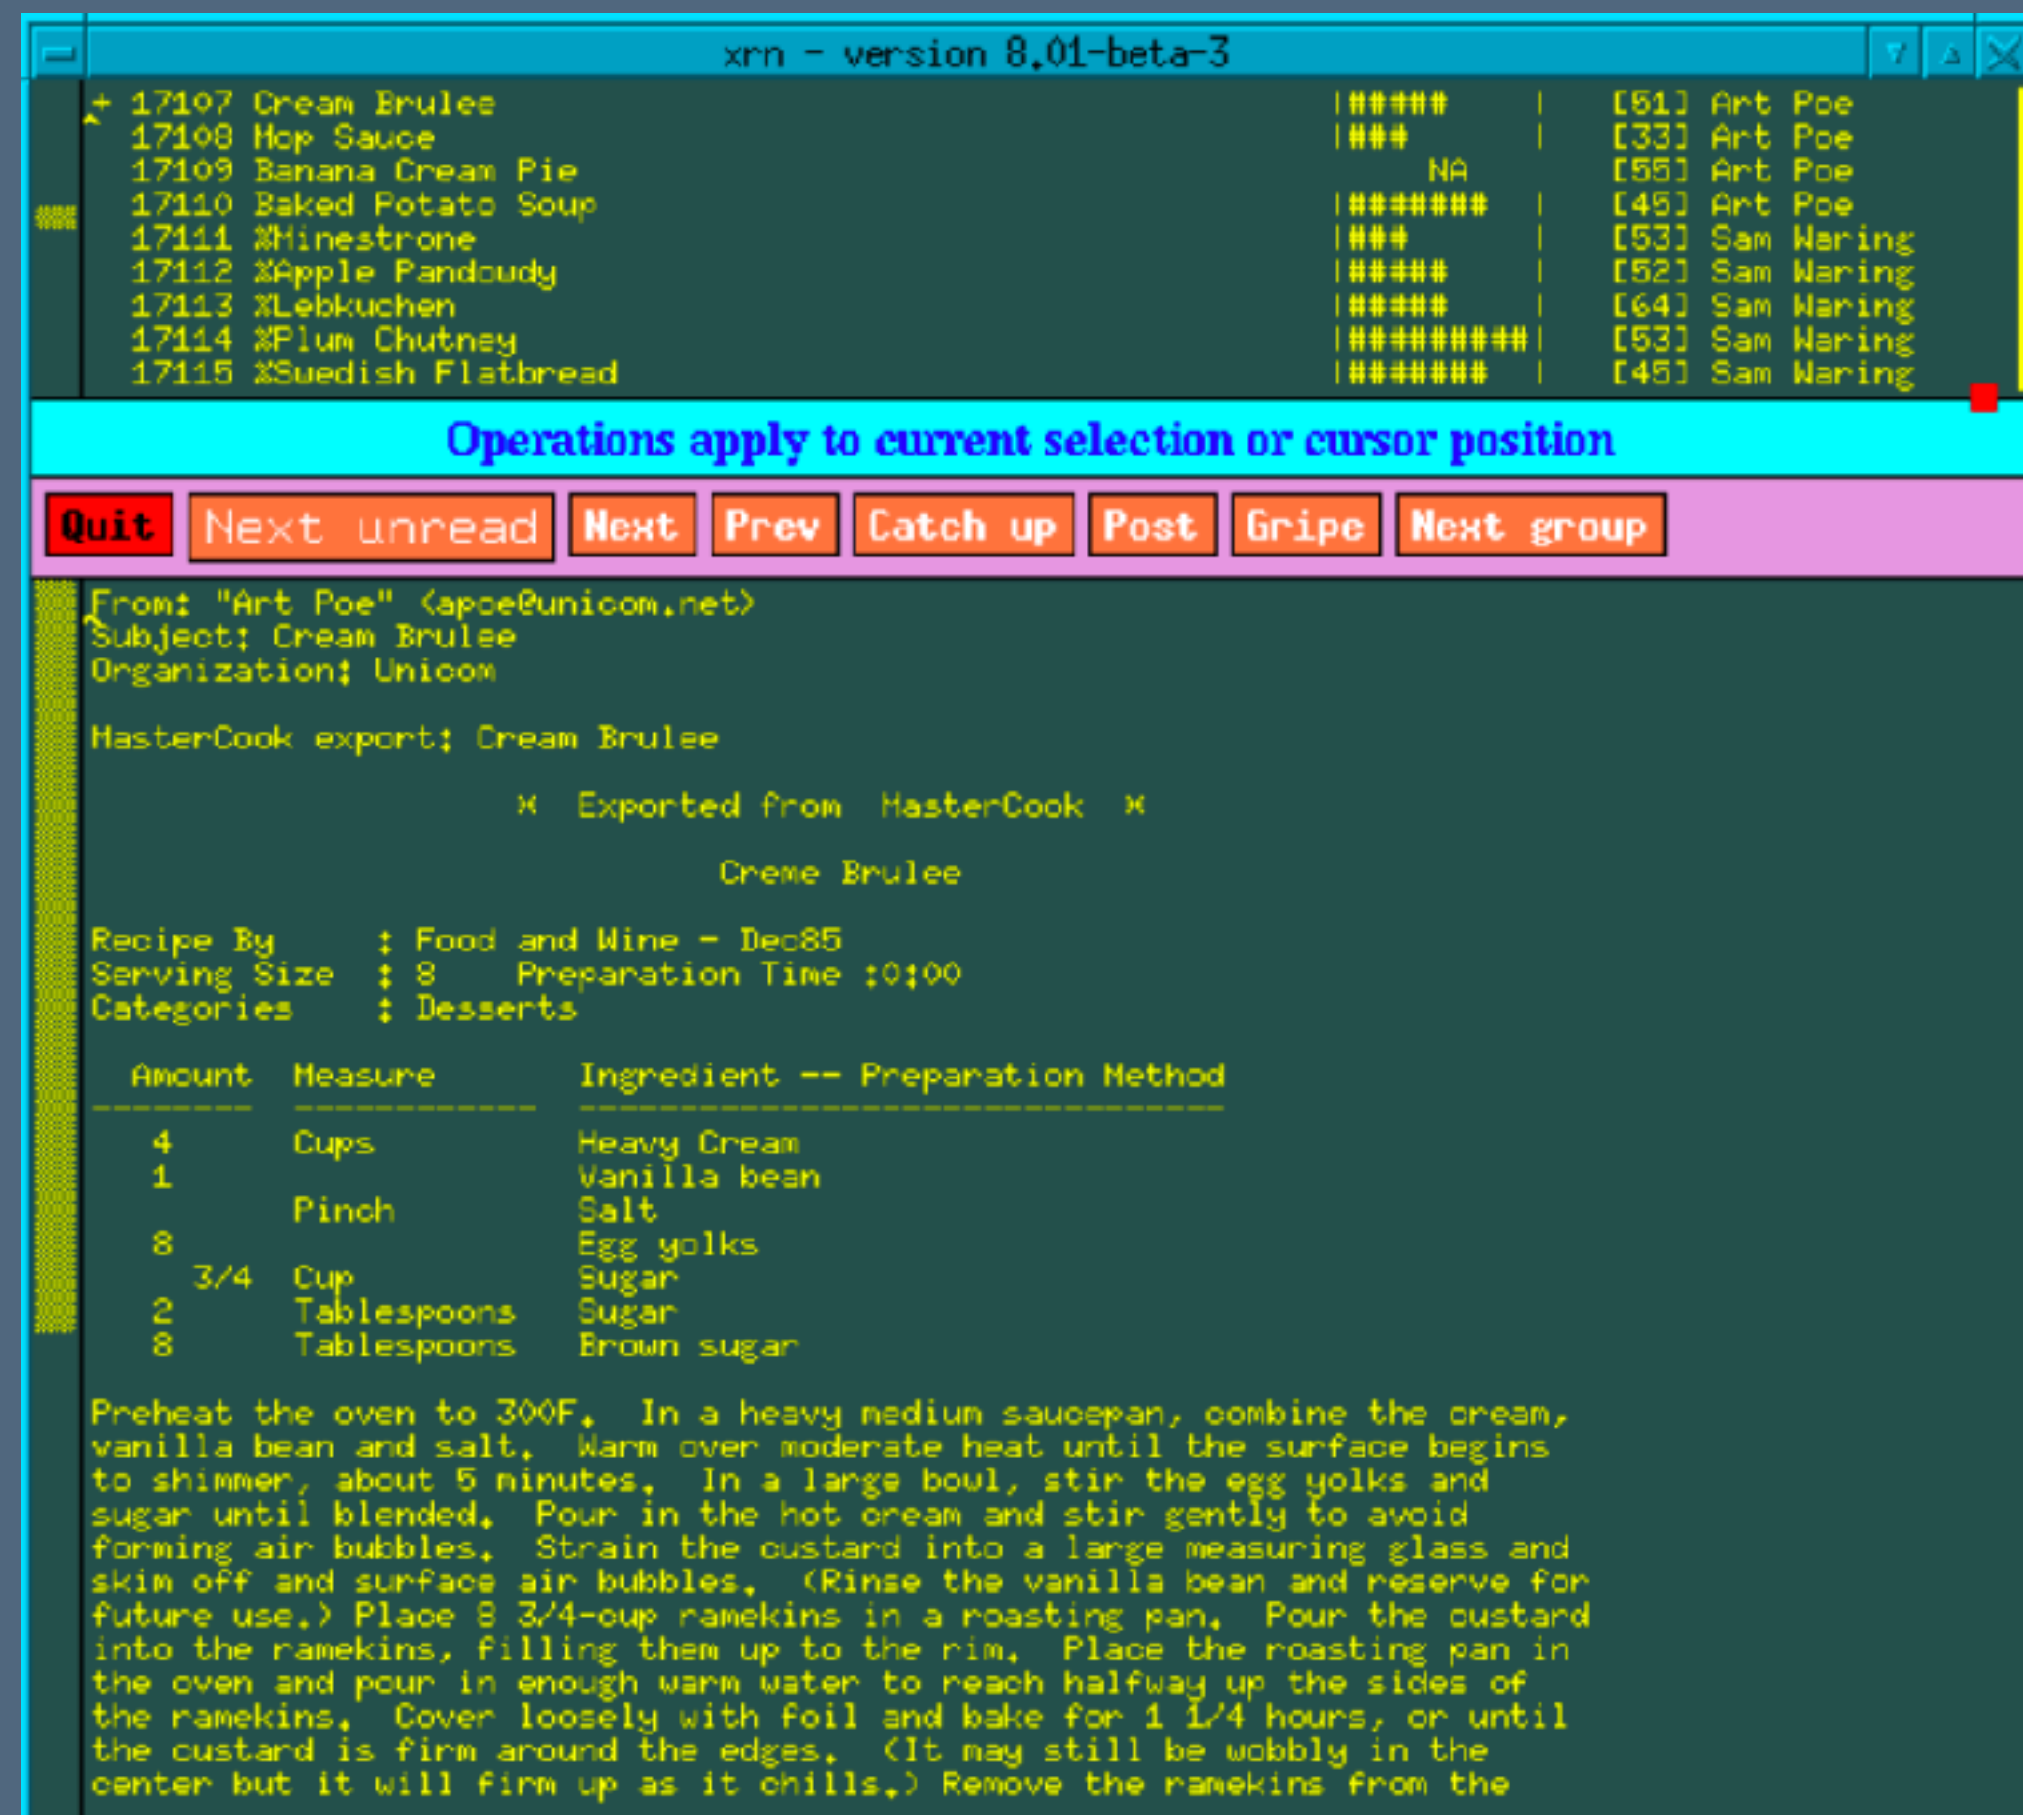 xrn - version 8.01-beta-3
+ 17107 Cream Brulee |##### | [51] Art Poe
17108 Hop Sauce |### | [33] Art Poe
17109 Banana Cream Pie NA [55] Art Poe
17110 Baked Potato Soup |####### | [45] Art Poe
17111 %Minestrone |### | [53] Sam Waring
17112 %Apple Pandowdy |##### | [52] Sam Waring
17113 %Lebkuchen |##### | [64] Sam Waring
17114 %Plum Chutney |#########| [53] Sam Waring
17115 %Swedish Flatbread |####### | [45] Sam Waring
Operations apply to current selection or cursor position
Quit Next unread Next Prev Catch up Post Gripe Next group
From: "Art Poe" <apoe@unicom.net>
Subject: Cream Brulee
Organization: Unicom
MasterCook export: Cream Brulee
* Exported from MasterCook *
Creme Brulee
Recipe By : Food and Wine - Dec85
Serving Size : 8 Preparation Time :0:00
Categories : Desserts
Amount Measure Ingredient -- Preparation Method
-------- ------------ --------------------------------
4 Cups Heavy Cream
1 Vanilla bean
Pinch Salt
8 Egg yolks
3/4 Cup Sugar
2 Tablespoons Sugar
8 Tablespoons Brown sugar
Preheat the oven to 300F. In a heavy medium saucepan, combine the cream,
vanilla bean and salt. Warm over moderate heat until the surface begins
to shimmer, about 5 minutes. In a large bowl, stir the egg yolks and
sugar until blended. Pour in the hot cream and stir gently to avoid
forming air bubbles. Strain the custard into a large measuring glass and
skim off and surface air bubbles. (Rinse the vanilla bean and reserve for
future use.) Place 8 3/4-cup ramekins in a roasting pan. Pour the custard
into the ramekins, filling them up to the rim. Place the roasting pan in
the oven and pour in enough warm water to reach halfway up the sides of
the ramekins. Cover loosely with foil and bake for 1 1/4 hours, or until
the custard is firm around the edges. (It may still be wobbly in the
center but it will firm up as it chills.) Remove the ramekins from the